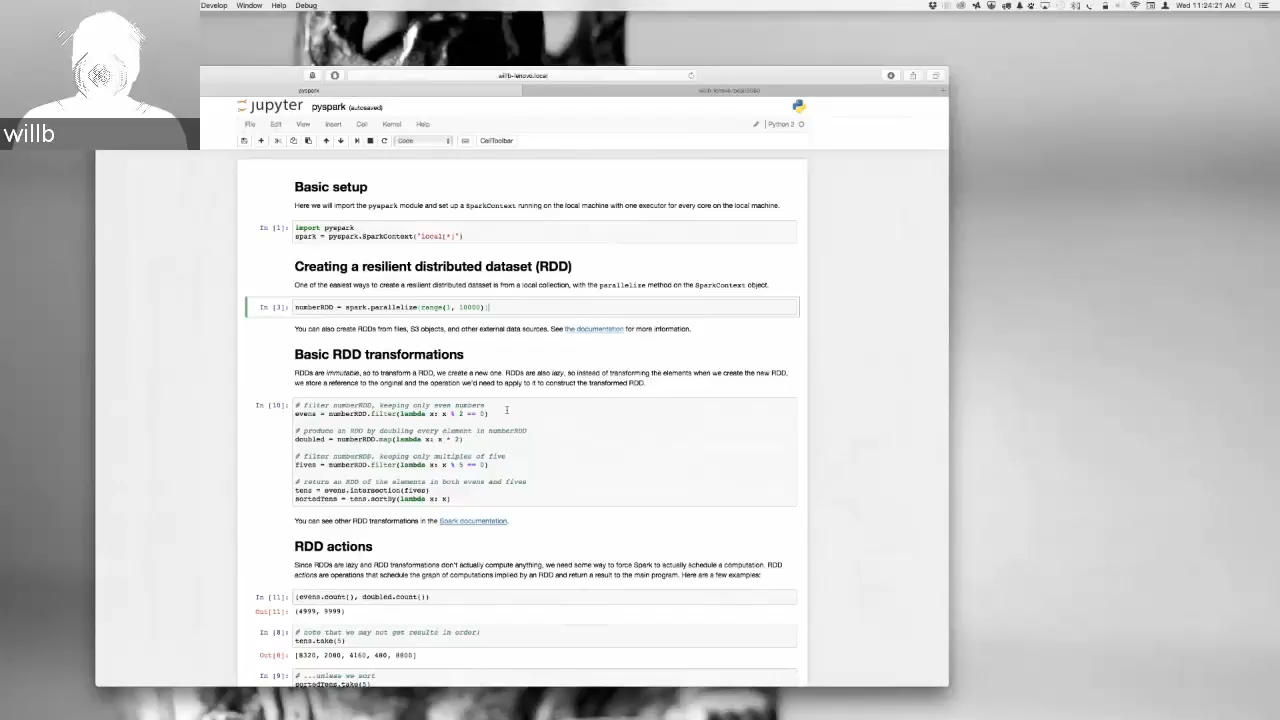 Develop Window Help Debug
Wed 11:24:21 AM
willb
willb-lenovo.local
pyspark
jupyter pyspark (autosaved)
File Edit View Insert Cell Kernel Help
Python 2
Code
CellToolbar
Basic setup
Here we will import the pyspark module and set up a SparkContext running on the local machine with one executor for every core on the local machine.
In [1]: import pyspark
spark = pyspark.SparkContext("local[*]")
Creating a resilient distributed dataset (RDD)
One of the easiest ways to create a resilient distributed dataset is from a local collection, with the parallelize method on the SparkContext object.
In [3]: numberRDD = spark.parallelize(range(1, 10000))
You can also create RDDs from files, S3 objects, and other external data sources. See the documentation for more information.
Basic RDD transformations
RDDs are immutable, so to transform a RDD, we create a new one. RDDs are also lazy, so instead of transforming the elements when we create the new RDD,
we store a reference to the original and the operation we'd need to apply to it to construct the transformed RDD.
In [10]: # filter numberRDD, keeping only even numbers
evens = numberRDD.filter(lambda x: x % 2 == 0)
# produce an RDD by doubling every element in numberRDD
doubled = numberRDD.map(lambda x: x * 2)
# filter numberRDD, keeping only multiples of five
fives = numberRDD.filter(lambda x: x % 5 == 0)
# return an RDD of the elements in both evens and fives
tens = evens.intersection(fives)
sortedTens = tens.sortBy(lambda x: x)
You can see other RDD transformations in the Spark documentation.
RDD actions
Since RDDs are lazy and RDD transformations don't actually compute anything, we need some way to force Spark to actually schedule a computation. RDD
actions are operations that schedule the graph of computations implied by an RDD and return a result to the main program. Here are a few examples:
In [11]: (evens.count(), doubled.count())
Out[11]: (4999, 9999)
In [8]: # note that we may not get results in order!
tens.take(5)
Out[8]: [8320, 2080, 4160, 480, 8800]
In [9]: # ...unless we sort
sortedTens.take(5)